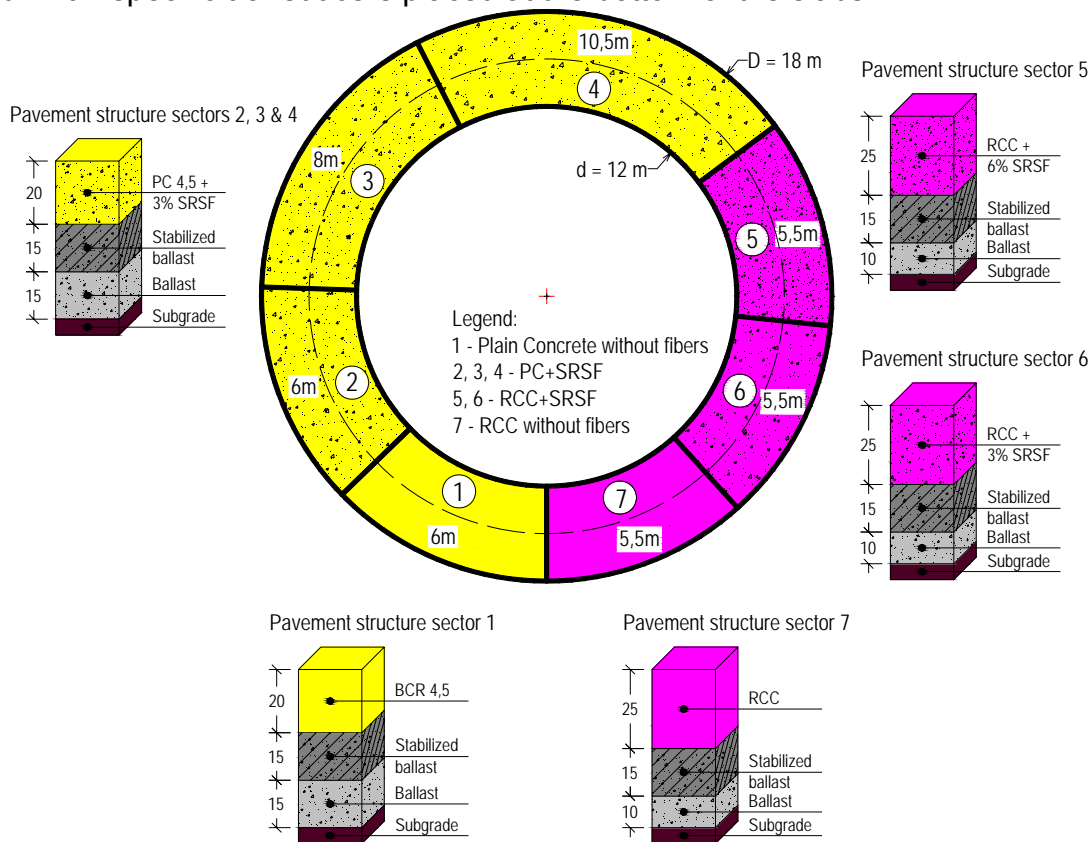 10,5m
D = 18 m
4
Pavement structure sector 5
Pavement structure sectors 2, 3 & 4
8m
3
d = 12 m
25
RCC +
6% SRSF
20
PC 4,5 +
3% SRSF
15
Stabilized
ballast
15
Stabilized
ballast
10
Ballast
Subgrade
15
Ballast
Subgrade
5
5,5m
Legend:
1 - Plain Concrete without fibers
2, 3, 4 - PC+SRSF
5, 6 - RCC+SRSF
7 - RCC without fibers
6m
2
6
5,5m
Pavement structure sector 6
25
RCC +
3% SRSF
15
Stabilized
ballast
10
Ballast
Subgrade
1
6m
7
5,5m
Pavement structure sector 1
20
BCR 4,5
15
Stabilized
ballast
15
Ballast
Subgrade
Pavement structure sector 7
25
RCC
15
Stabilized
ballast
10
Ballast
Subgrade